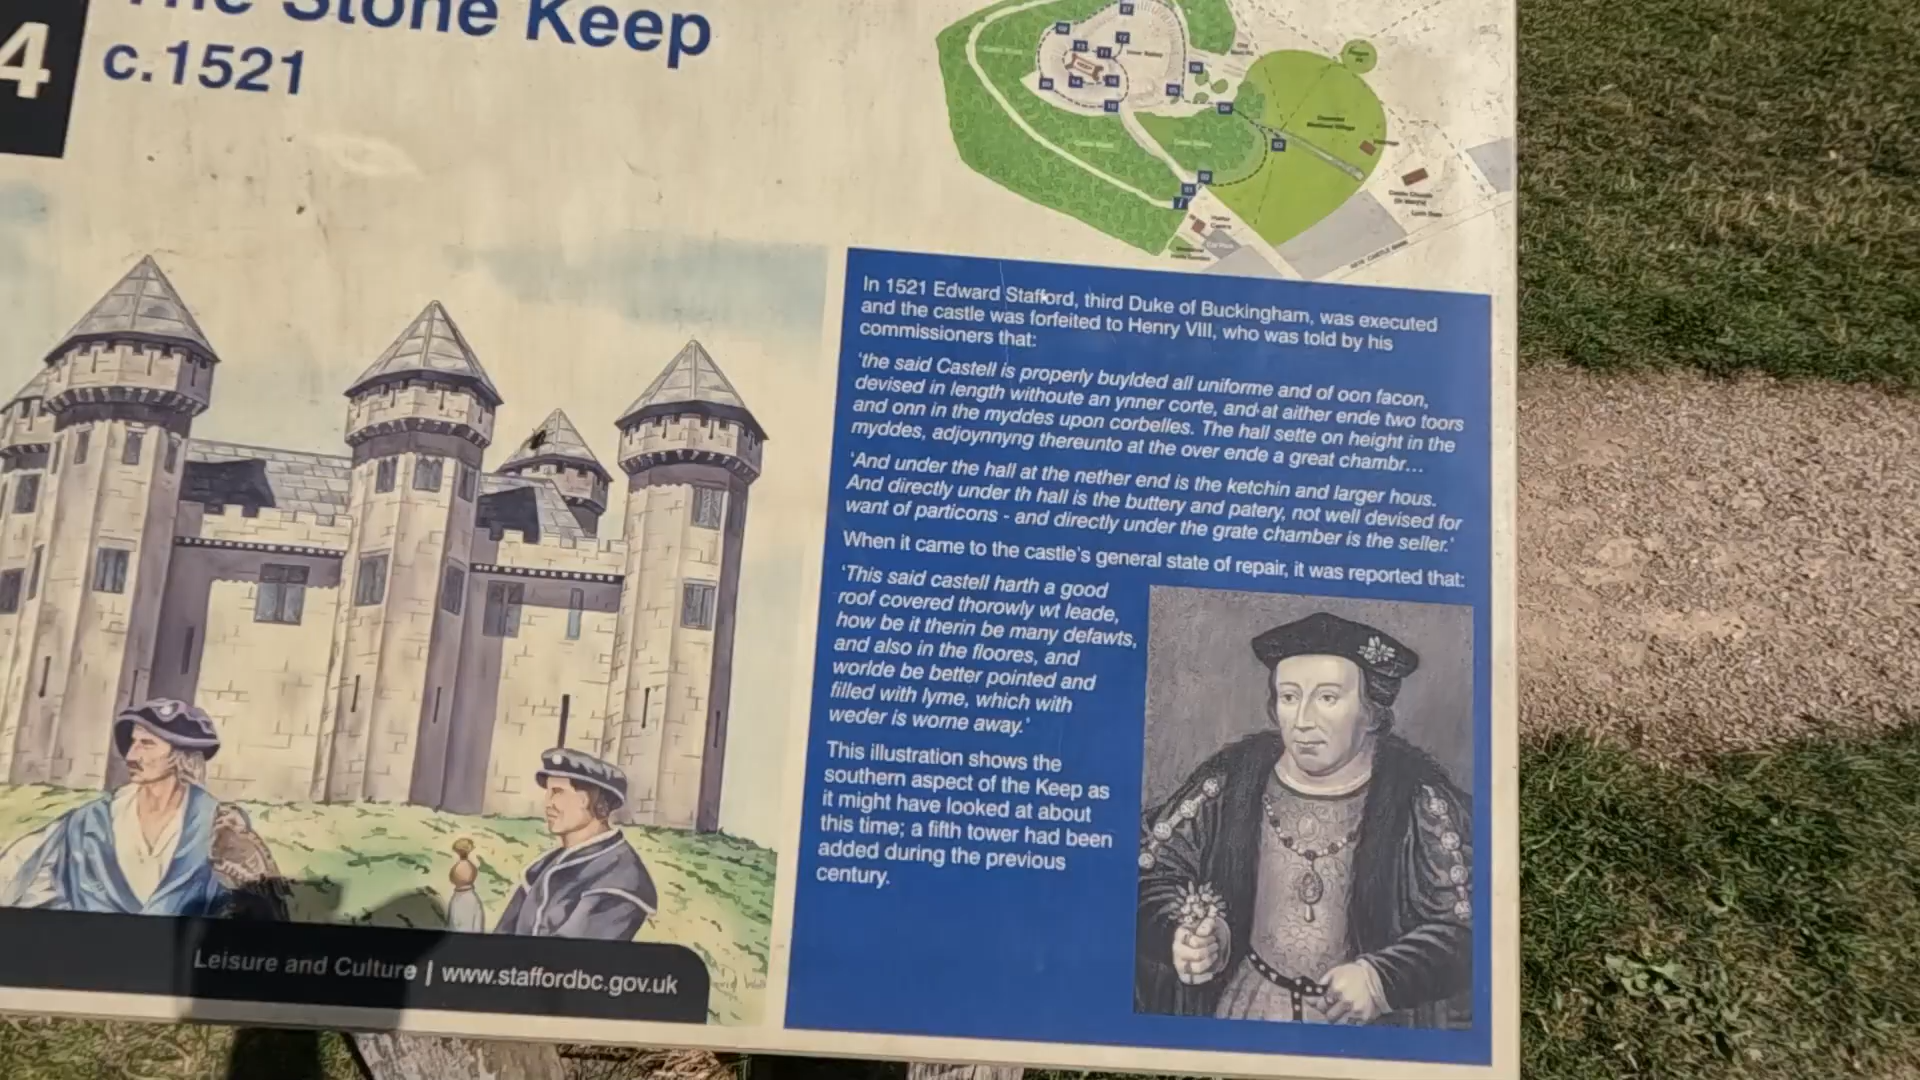 The Stone Keep
4
c.1521
In 1521 Edward Stafford, third Duke of Buckingham, was executed
and the castle was forfeited to Henry VIII, who was told by his
commissioners that:
'the said Castell is properly buylded all uniforme and of oon facon,
devised in length withoute an ynner corte, and at aither ende two toors
and onn in the myddes upon corbelles. The hall sette on height in the
myddes, adjoynnyng thereunto at the over ende a great chambr...
'And under the hall at the nether end is the ketchin and larger hous.
And directly under th hall is the buttery and patery, not well devised for
want of particons - and directly under the grate chamber is the seller.'
When it came to the castle's general state of repair, it was reported that:
'This said castell harth a good
roof covered thorowly wt leade,
how be it therin be many defawts,
and also in the floores, and
worlde be better pointed and
filled with lyme, which with
weder is worne away.'
This illustration shows the
southern aspect of the Keep as
it might have looked at about
this time; a fifth tower had been
added during the previous
century.
Leisure and Culture | www.staffordbc.gov.uk